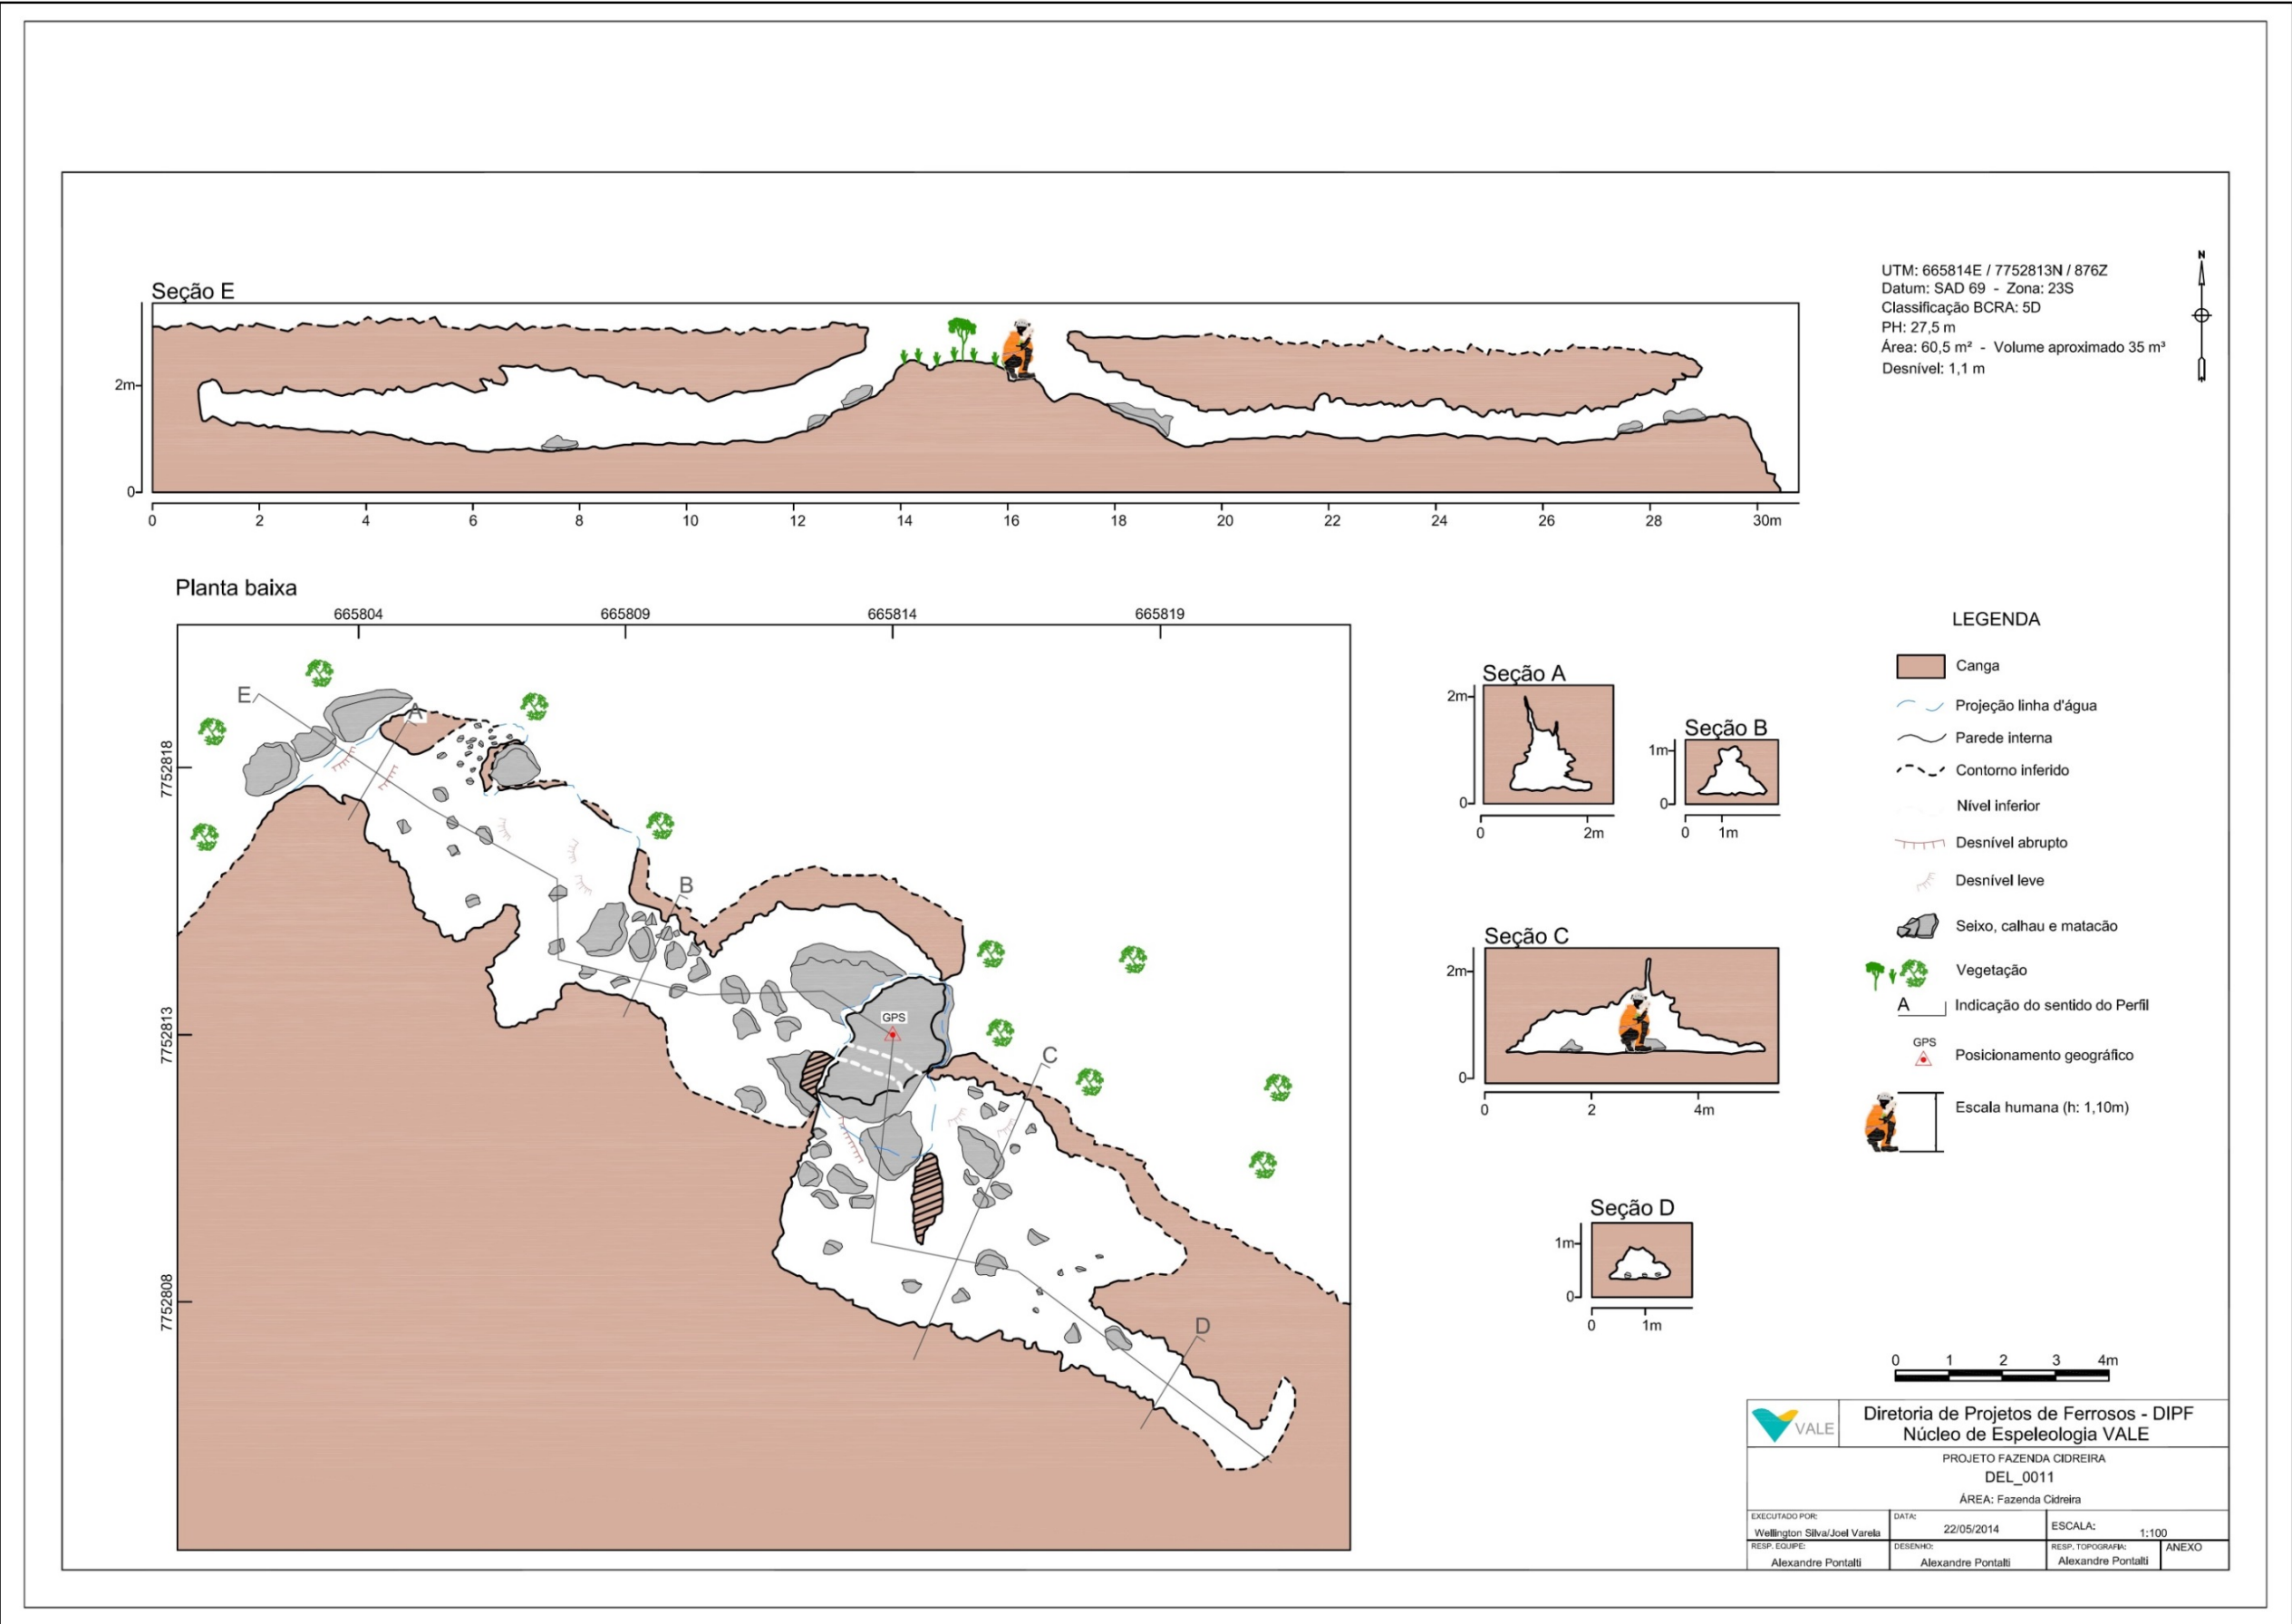 Seção E
2m
0
0 2 4 6 8 10 12 14 16 18 20 22 24 26 28 30m
N
UTM: 665814E / 7752813N / 876Z
Datum: SAD 69 - Zona: 23S
Classificação BCRA: 5D
PH: 27,5 m
Área: 60,5 m² - Volume aproximado 35 m³
Desnível: 1,1 m
Planta baixa
665804 665809 665814 665819
7752818
7752813
7752808
E
A
B
GPS
C
D
Seção A
2m
0
0 2m
Seção B
1m
0
0 1m
Seção C
2m
0
0 2 4m
Seção D
1m
0
0 1m
LEGENDA
Canga
Projeção linha d'água
Parede interna
Contorno inferido
Nível inferior
Desnível abrupto
Desnível leve
Seixo, calhau e matacão
Vegetação
A Indicação do sentido do Perfil
GPS
Posicionamento geográfico
Escala humana (h: 1,10m)
0 1 2 3 4m
VALE
Diretoria de Projetos de Ferrosos - DIPF
Núcleo de Espeleologia VALE
PROJETO FAZENDA CIDREIRA
DEL_0011
ÁREA: Fazenda Cidreira
EXECUTADO POR:
Wellington Silva/Joel Varela
DATA:
22/05/2014
ESCALA:
1:100
RESP. EQUIPE:
Alexandre Pontalti
DESENHO:
Alexandre Pontalti
RESP. TOPOGRAFIA:
Alexandre Pontalti
ANEXO